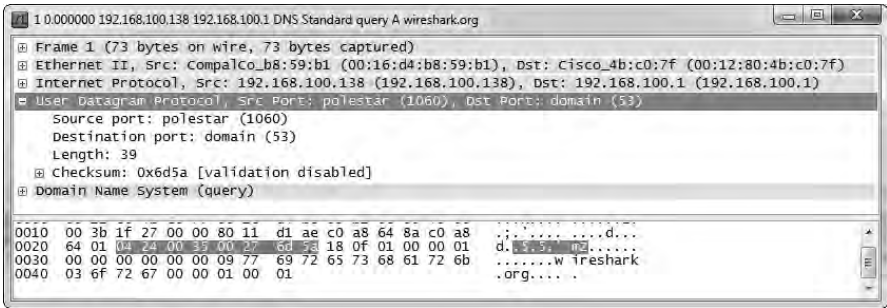 1 0.000000 192.168.100.138 192.168.100.1 DNS Standard query A wireshark.org
Frame 1 (73 bytes on wire, 73 bytes captured)
Ethernet II, Src: CompalCo_b8:59:b1 (00:16:d4:b8:59:b1), Dst: Cisco_4b:c0:7f (00:12:80:4b:c0:7f)
Internet Protocol, Src: 192.168.100.138 (192.168.100.138), Dst: 192.168.100.1 (192.168.100.1)
User Datagram Protocol, Src Port: polestar (1060), Dst Port: domain (53)
Source port: polestar (1060)
Destination port: domain (53)
Length: 39
Checksum: 0x6d5a [validation disabled]
Domain Name System (query)
0010 00 3b 1f 27 00 00 80 11 d1 ae c0 a8 64 8a c0 a8 .;.'.... ....d...
0020 64 01 04 24 00 35 00 27 6d 5a 18 0f 01 00 00 01
0030 00 00 00 00 00 00 09 77 69 72 65 73 68 61 72 6b .......w ireshark
0040 03 6f 72 67 00 00 01 00 01 .org.... .